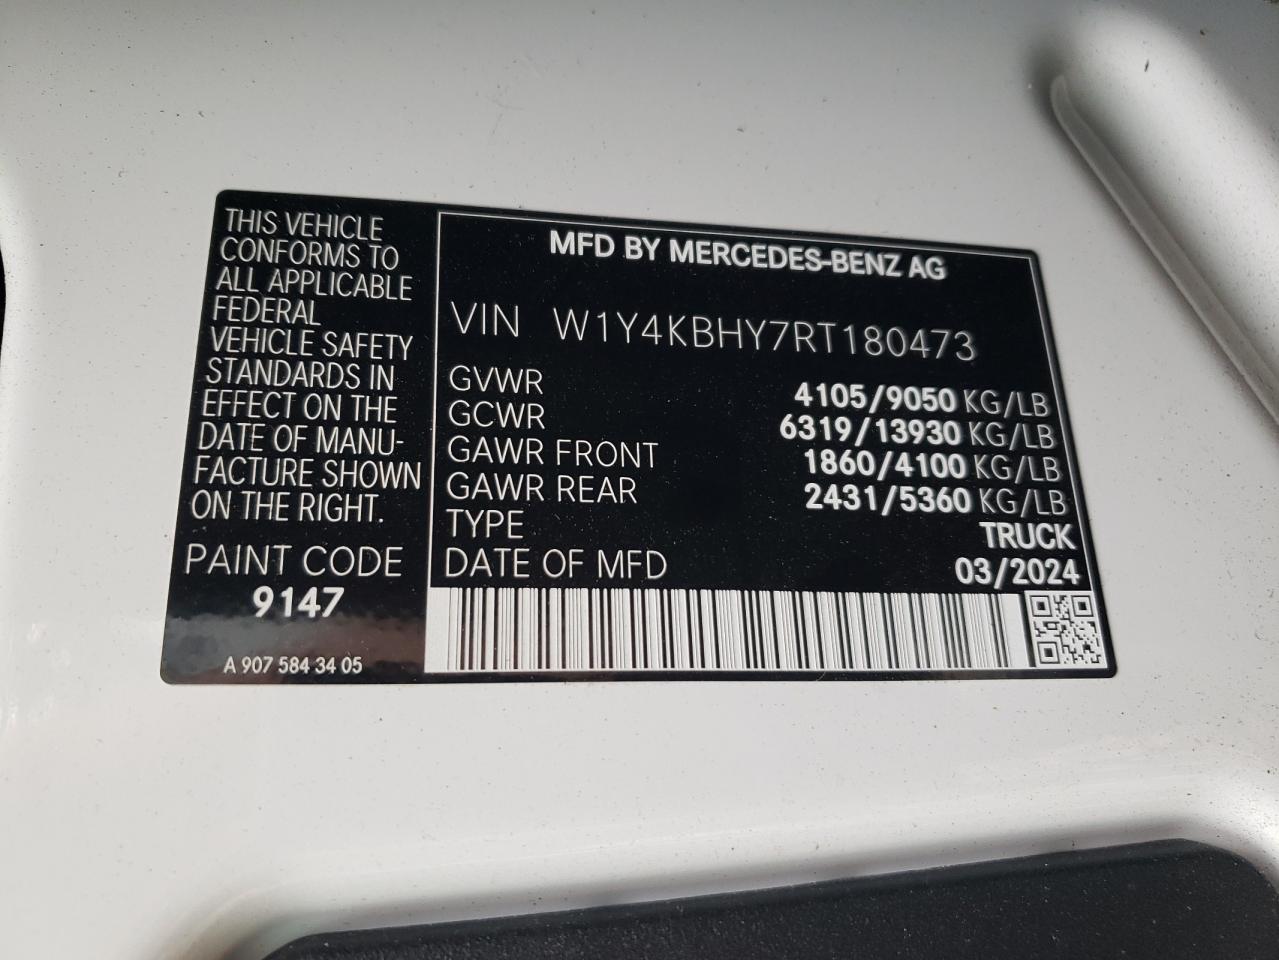 THIS VEHICLE
CONFORMS TO
ALL APPLICABLE
FEDERAL
VEHICLE SAFETY
STANDARDS IN
EFFECT ON THE
DATE OF MANU-
FACTURE SHOWN
ON THE RIGHT.
PAINT CODE
9147
A 907 584 34 05
MFD BY MERCEDES-BENZ AG
VIN W1Y4KBHY7RT180473
GVWR 4105/9050 KG/LB
GCWR 6319/13930 KG/LB
GAWR FRONT 1860/4100 KG/LB
GAWR REAR 2431/5360 KG/LB
TYPE TRUCK
DATE OF MFD 03/2024